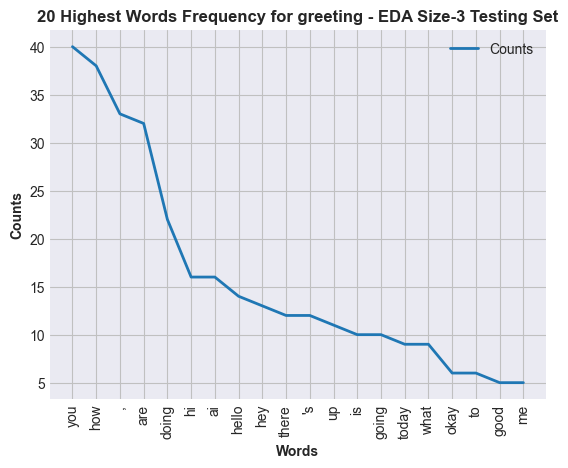 20 Highest Words Frequency for greeting - EDA Size-3 Testing Set
Counts
40
35
30
25
20
15
10
5
Counts
you
how
,
are
doing
hi
ai
hello
hey
there
's
up
is
going
today
what
okay
to
good
me
Words